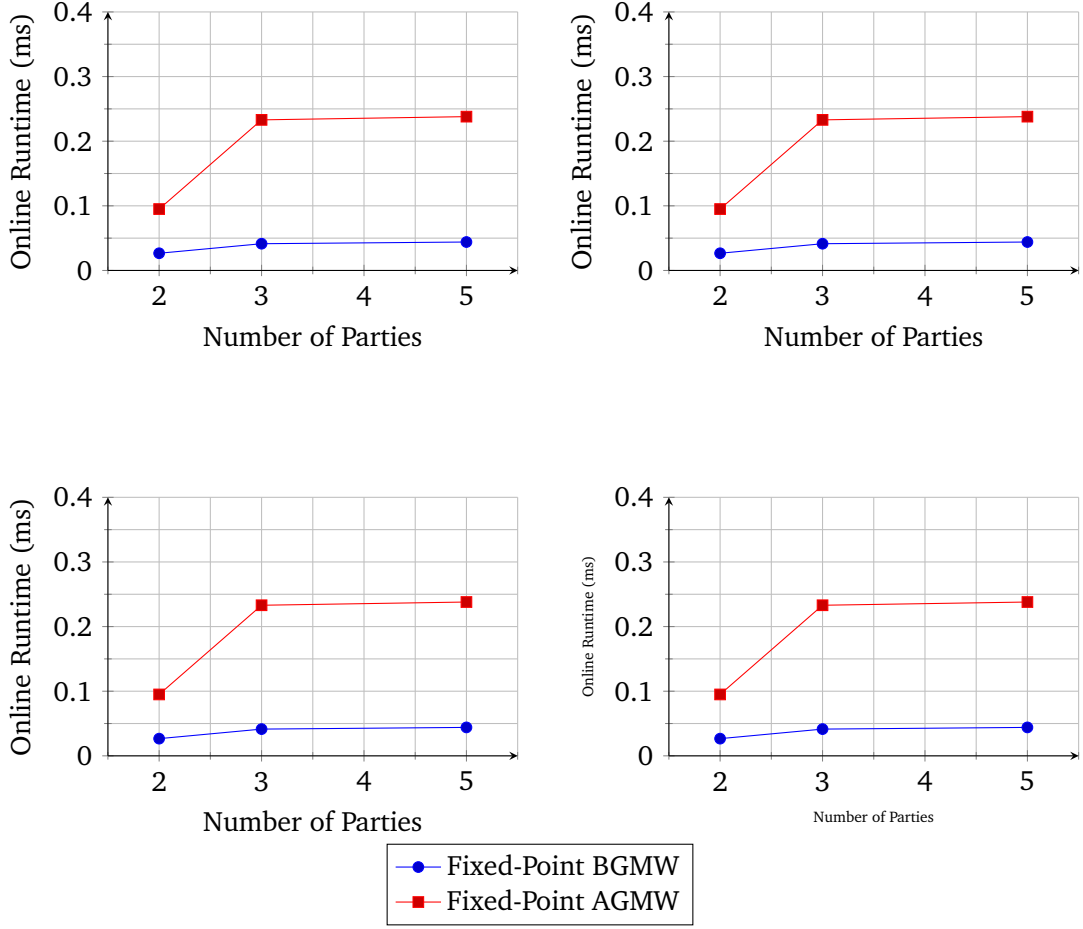 0.4
0.3
0.2
0.1
0
Online Runtime (ms)
2 3 4 5
Number of Parties
0.4
0.3
0.2
0.1
0
Online Runtime (ms)
2 3 4 5
Number of Parties
0.4
0.3
0.2
0.1
0
Online Runtime (ms)
2 3 4 5
Number of Parties
0.4
0.3
0.2
0.1
0
Online Runtime (ms)
2 3 4 5
Number of Parties
Fixed-Point BGMW
Fixed-Point AGMW